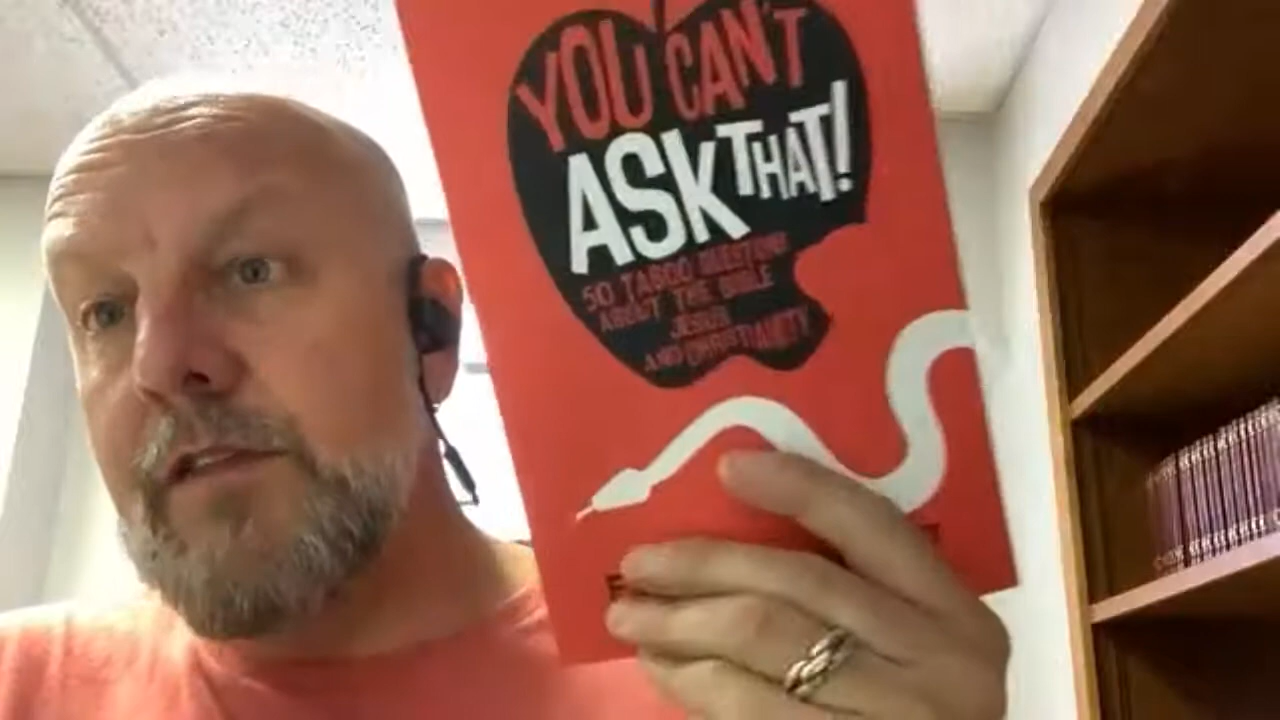 YOU CAN'T
ASK THAT!
50 TABOO QUESTIONS
ABOUT THE BIBLE
JESUS
AND CHRISTIANITY